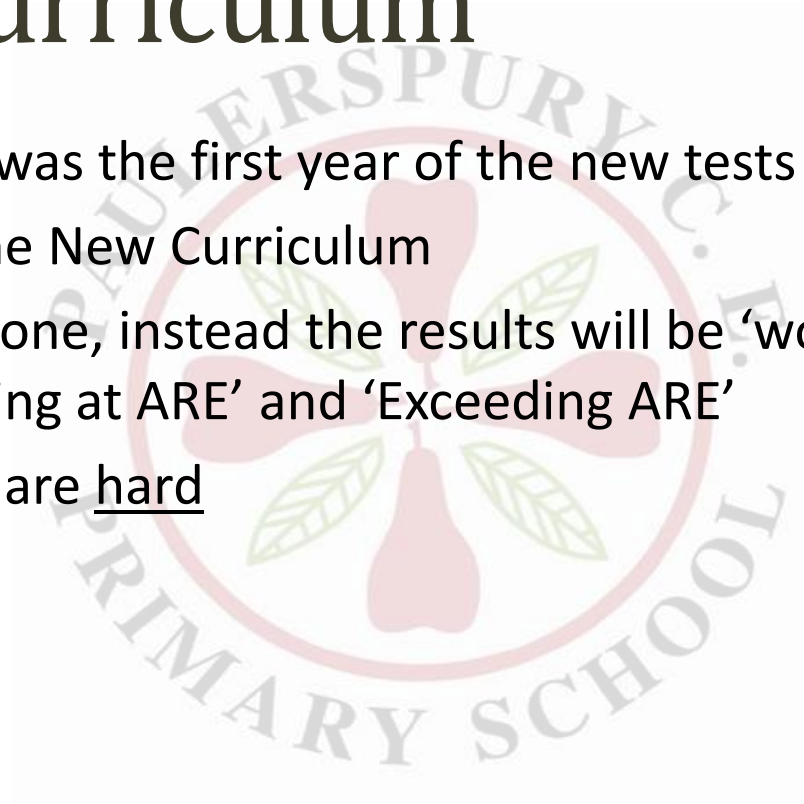 urriculum
was the first year of the new tests
e New Curriculum
one, instead the results will be ‘wo
ing at ARE’ and ‘Exceeding ARE’
are hard
PAULERSPURY C. E.
PRIMARY SCHOOL